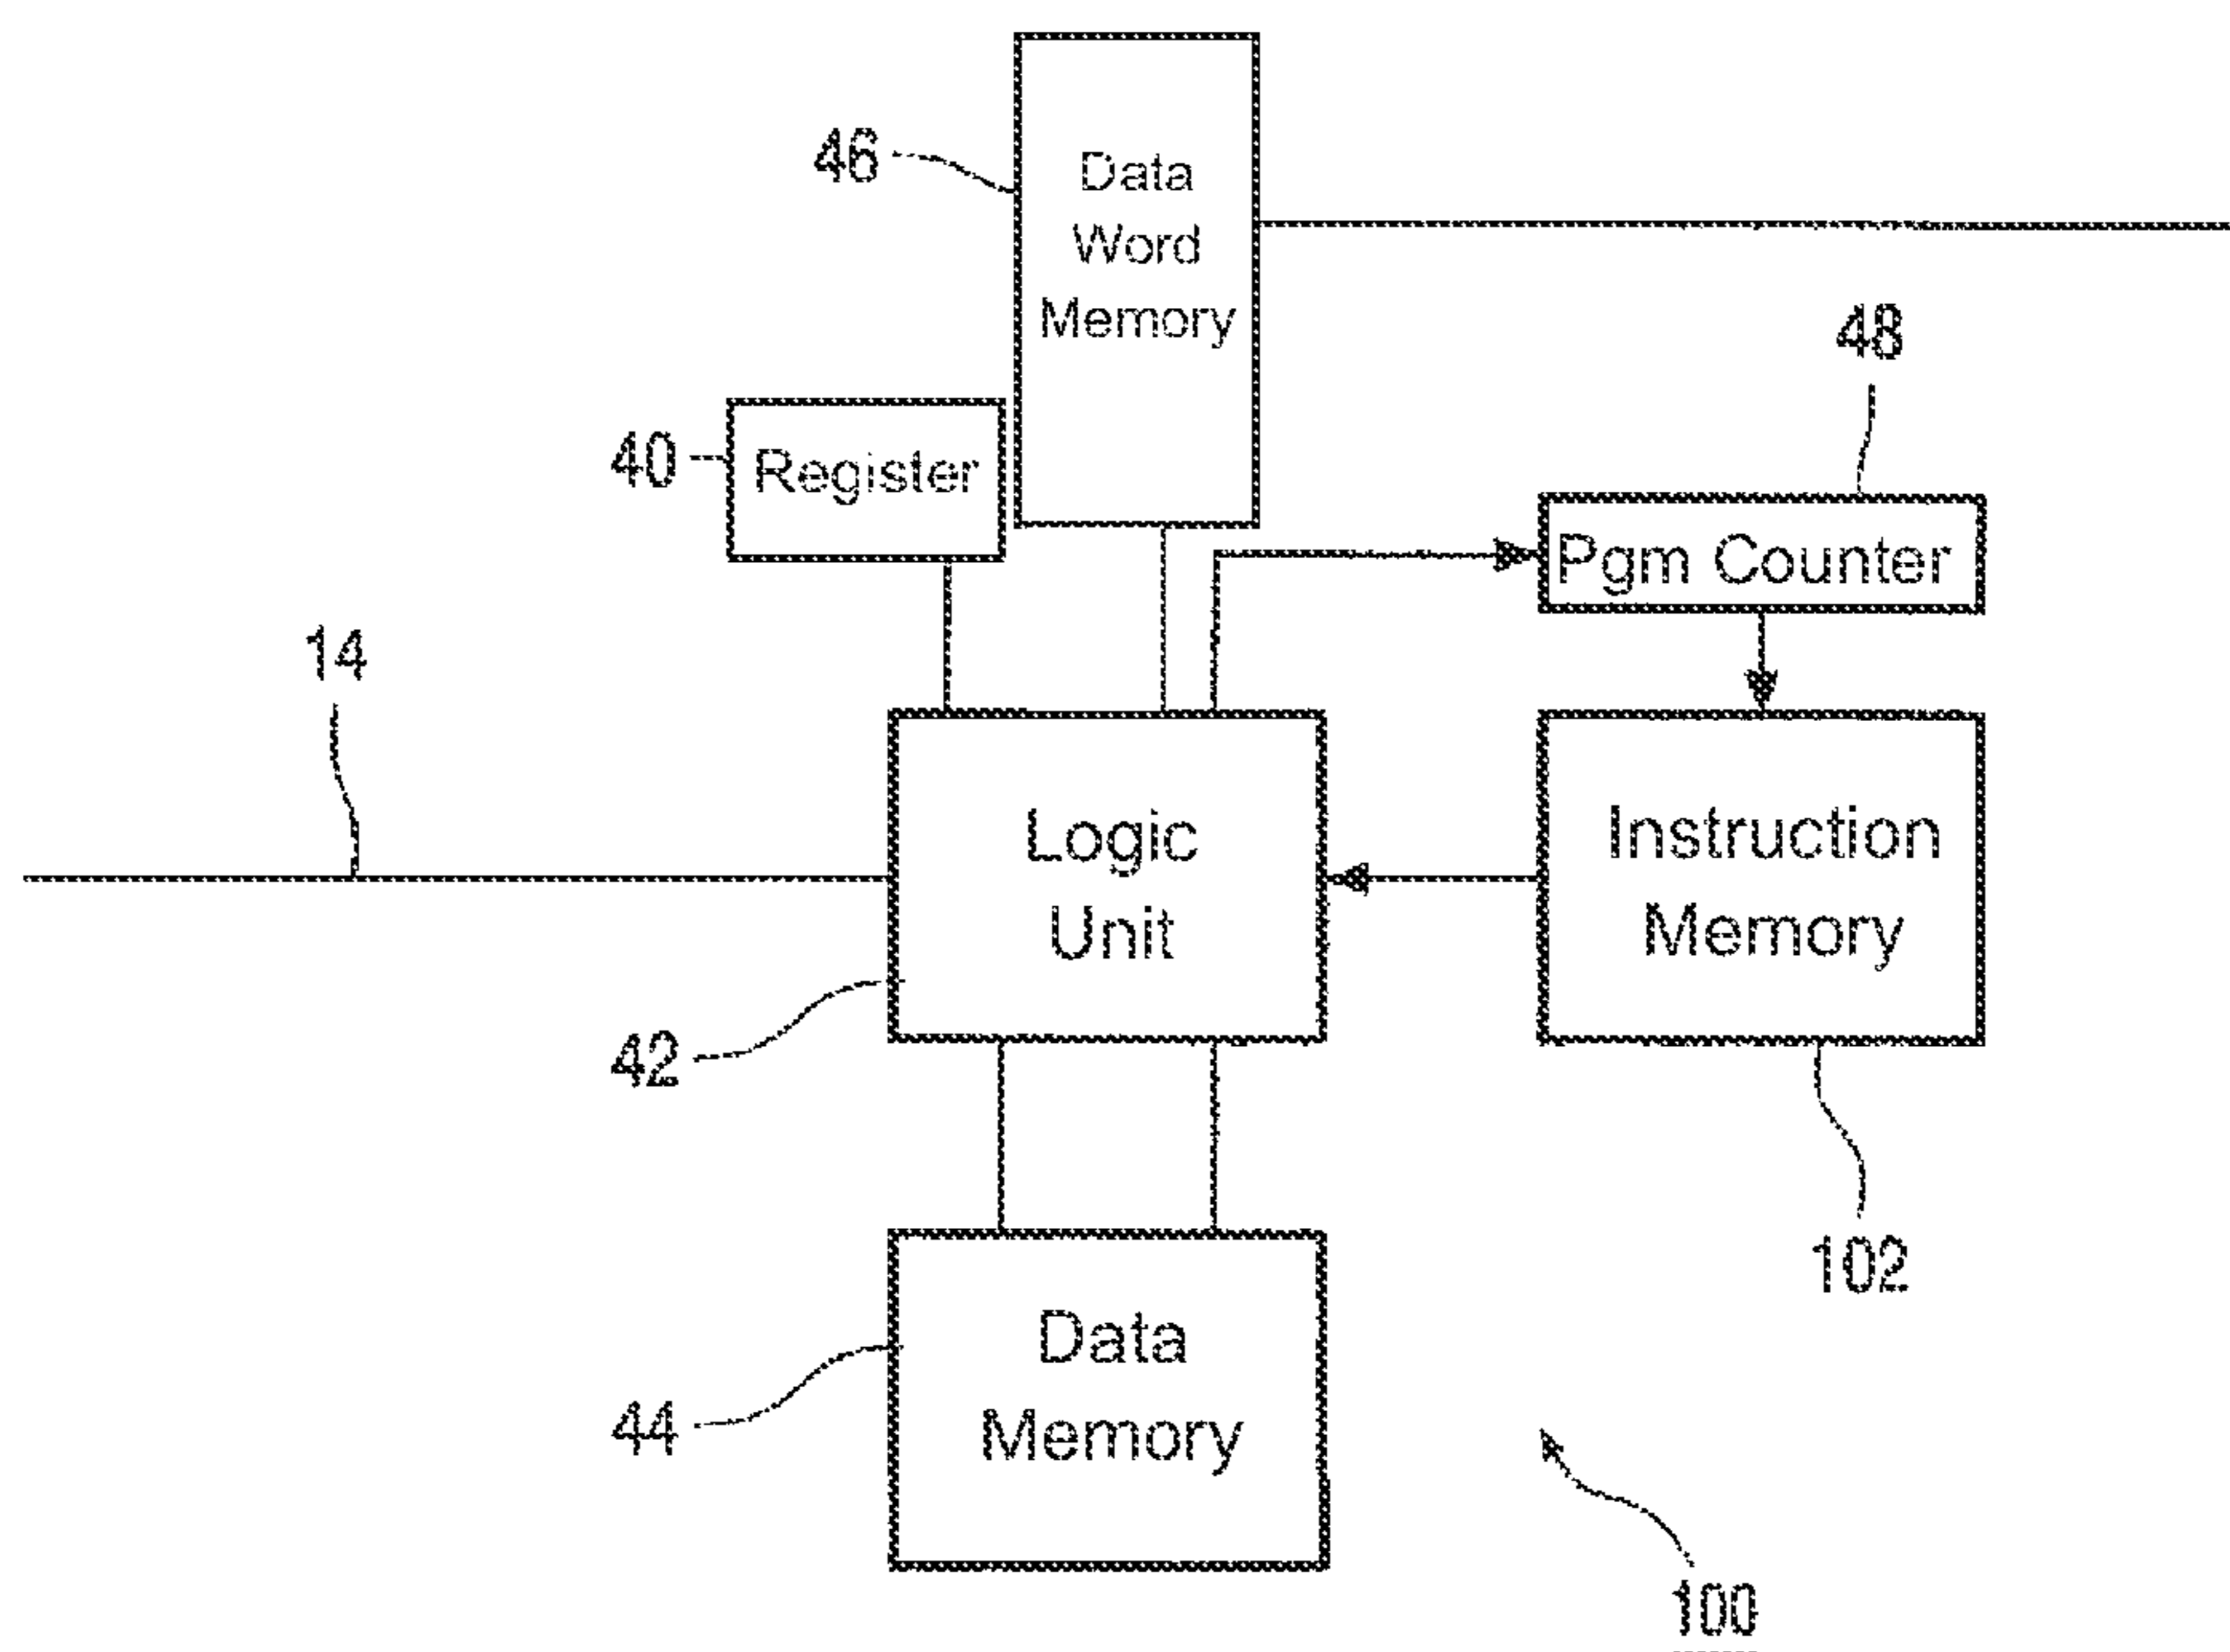 46
Data
Word
Memory
48
40
Register
Pgm Counter
14
Logic
Unit
Instruction
Memory
42
102
Data
Memory
44
100